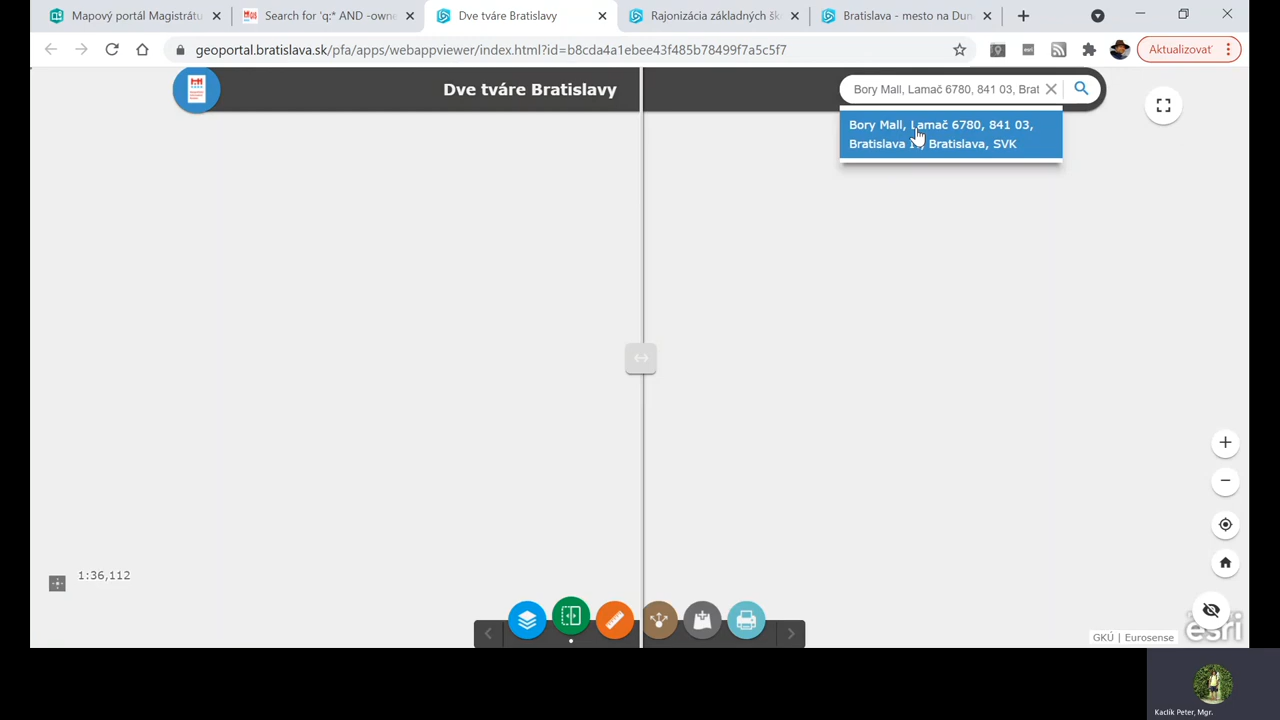 Mapový portál Magistrátu
Search for 'q:* AND -owne
Dve tváre Bratislavy
Rajonizácia základných šk
Bratislava - mesto na Dun
geoportal.bratislava.sk/pfa/apps/webappviewer/index.html?id=b8cda4a1ebee43f485b78499f7a5c5f7
Aktualizovať
Dve tváre Bratislavy
Bory Mall, Lamač 6780, 841 03, Brat
Bory Mall, Lamač 6780, 841 03,
Bratislava Bratislava, SVK
1:36,112
esri
GKÚ | Eurosense
Kaclík Peter, Mgr.